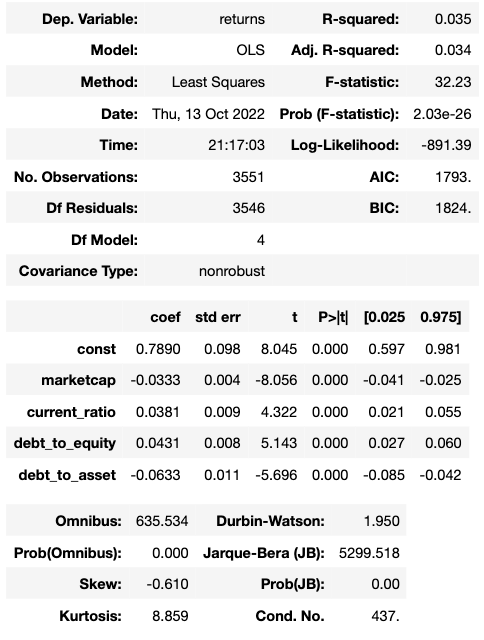 Dep. Variable: returns R-squared: 0.035
Model: OLS Adj. R-squared: 0.034
Method: Least Squares F-statistic: 32.23
Date: Thu, 13 Oct 2022 Prob (F-statistic): 2.03e-26
Time: 21:17:03 Log-Likelihood: -891.39
No. Observations: 3551 AIC: 1793.
Df Residuals: 3546 BIC: 1824.
Df Model: 4
Covariance Type: nonrobust
coef std err t P>|t| [0.025 0.975]
const 0.7890 0.098 8.045 0.000 0.597 0.981
marketcap -0.0333 0.004 -8.056 0.000 -0.041 -0.025
current_ratio 0.0381 0.009 4.322 0.000 0.021 0.055
debt_to_equity 0.0431 0.008 5.143 0.000 0.027 0.060
debt_to_asset -0.0633 0.011 -5.696 0.000 -0.085 -0.042
Omnibus: 635.534 Durbin-Watson: 1.950
Prob(Omnibus): 0.000 Jarque-Bera (JB): 5299.518
Skew: -0.610 Prob(JB): 0.00
Kurtosis: 8.859 Cond. No. 437.